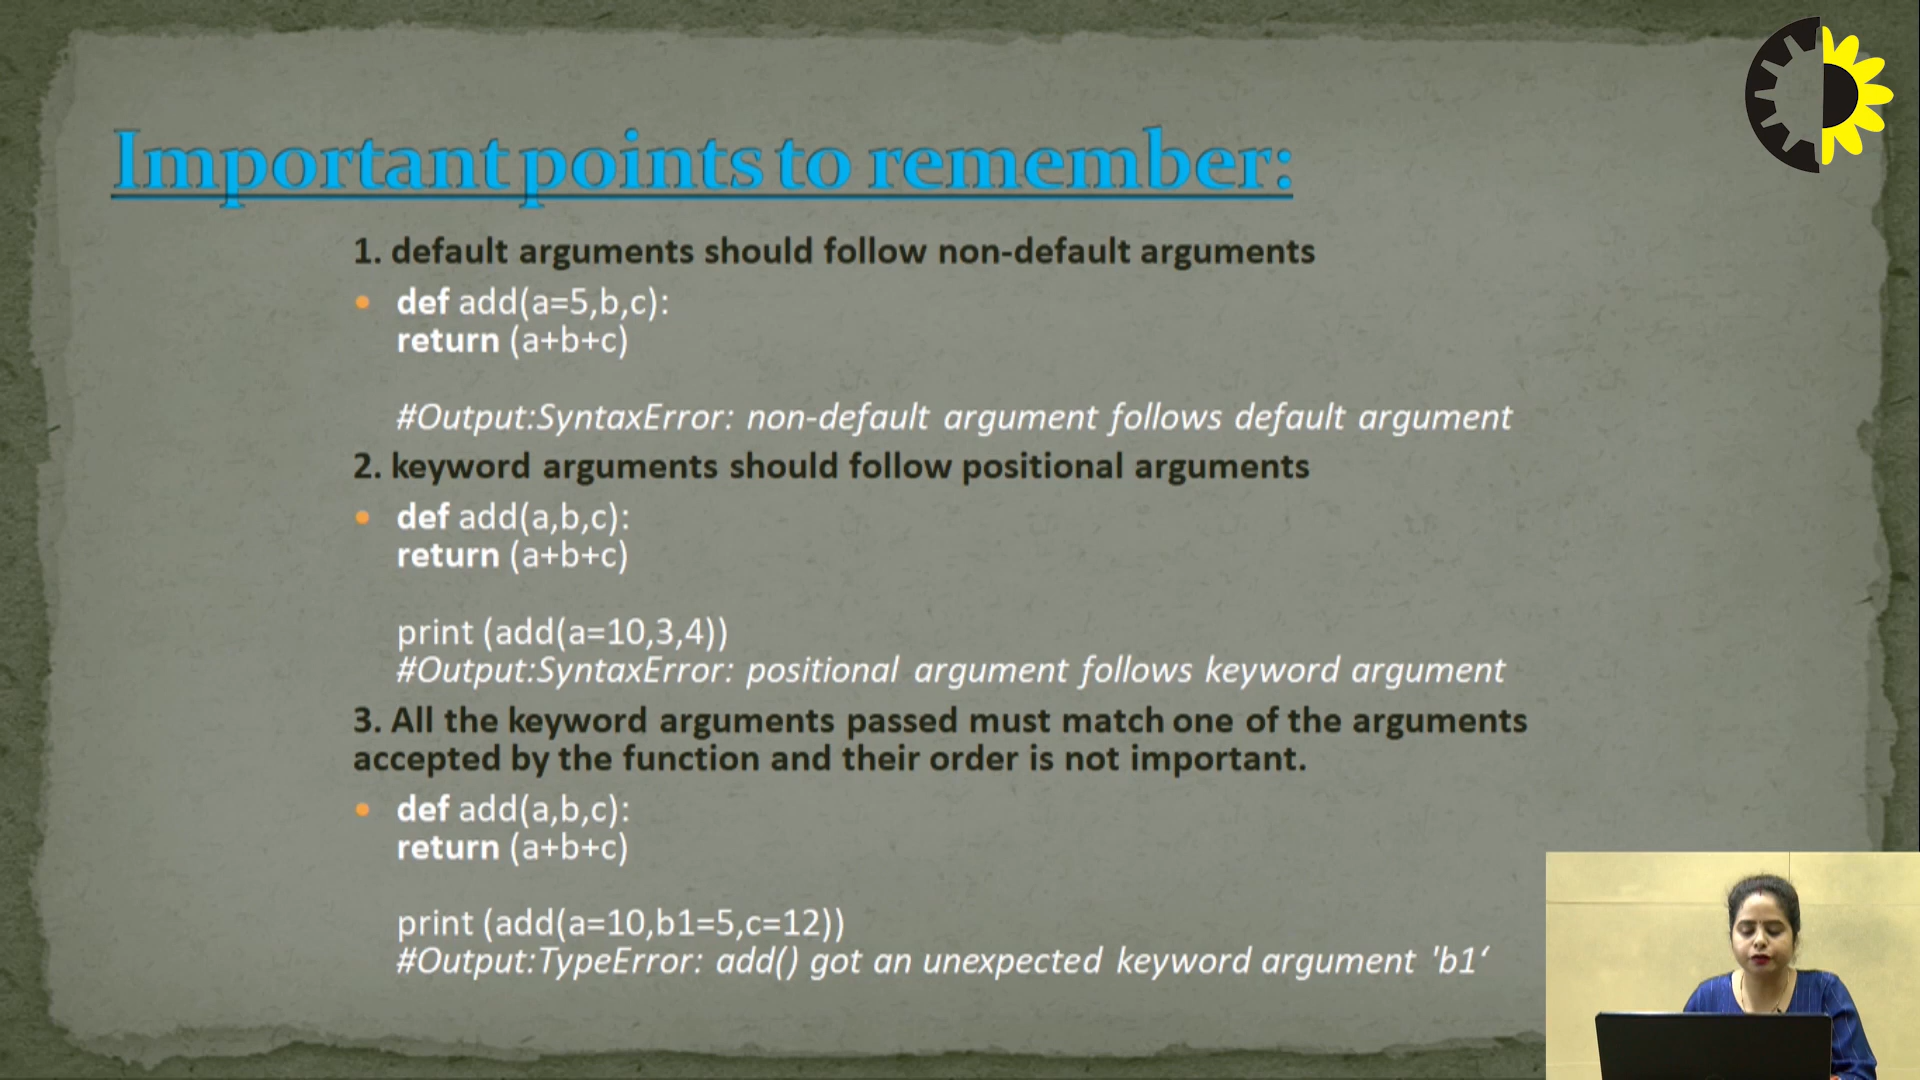 Important points to remember:
1. default arguments should follow non-default arguments
• def add(a=5,b,c):
return (a+b+c)
#Output:SyntaxError: non-default argument follows default argument
2. keyword arguments should follow positional arguments
• def add(a,b,c):
return (a+b+c)
print (add(a=10,3,4))
#Output:SyntaxError: positional argument follows keyword argument
3. All the keyword arguments passed must match one of the arguments
accepted by the function and their order is not important.
• def add(a,b,c):
return (a+b+c)
print (add(a=10,b1=5,c=12))
#Output:TypeError: add() got an unexpected keyword argument 'b1‘